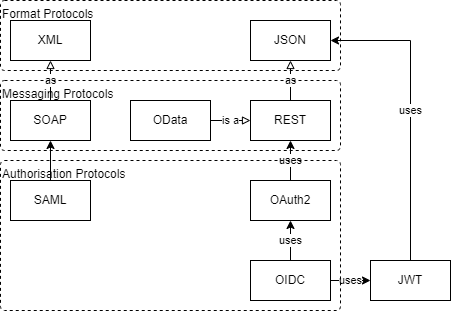 Format Protocols
XML
JSON
as
as
Messaging Protocols
uses
SOAP
OData
is a
REST
uses
Authorisation Protocols
SAML
OAuth2
uses
OIDC
uses
JWT